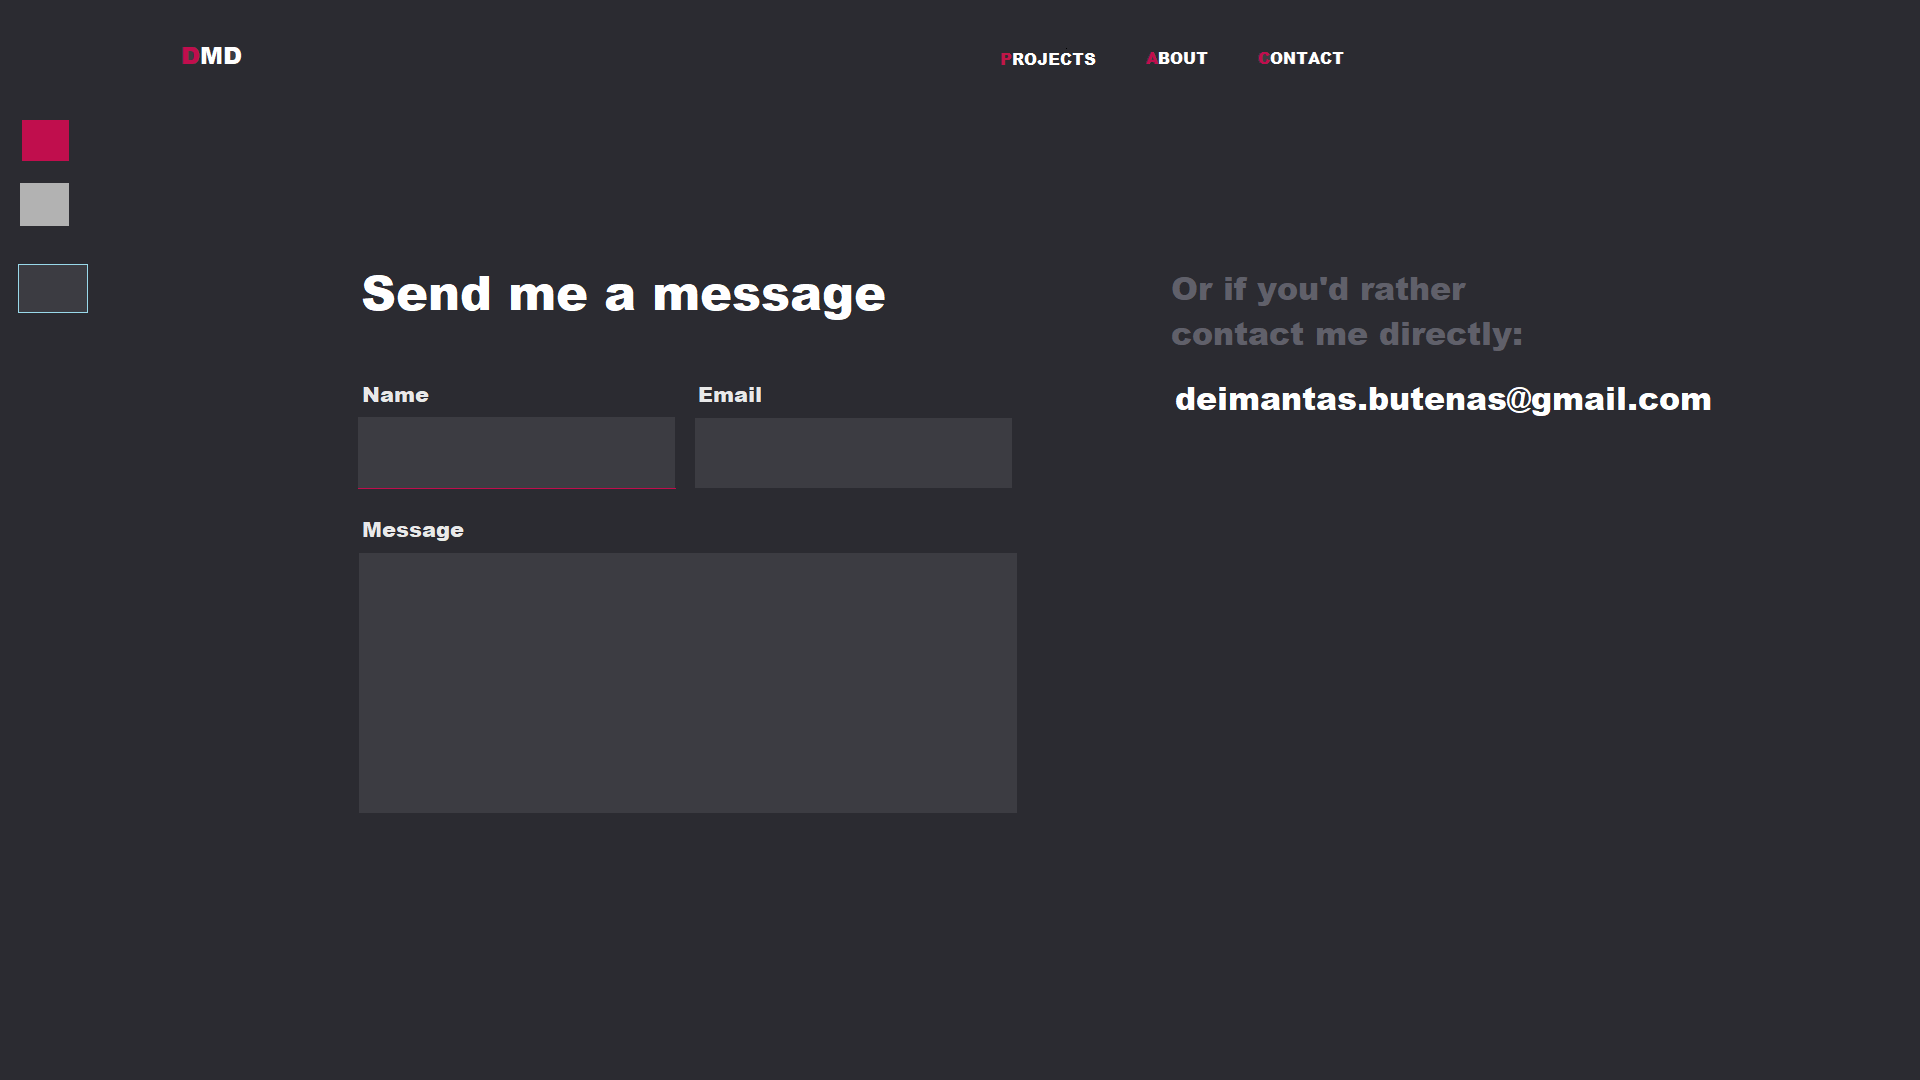 DMD
PROJECTS ABOUT CONTACT
Send me a message
Name Email
Message
Or if you'd rather
contact me directly:
deimantas.butenas@gmail.com